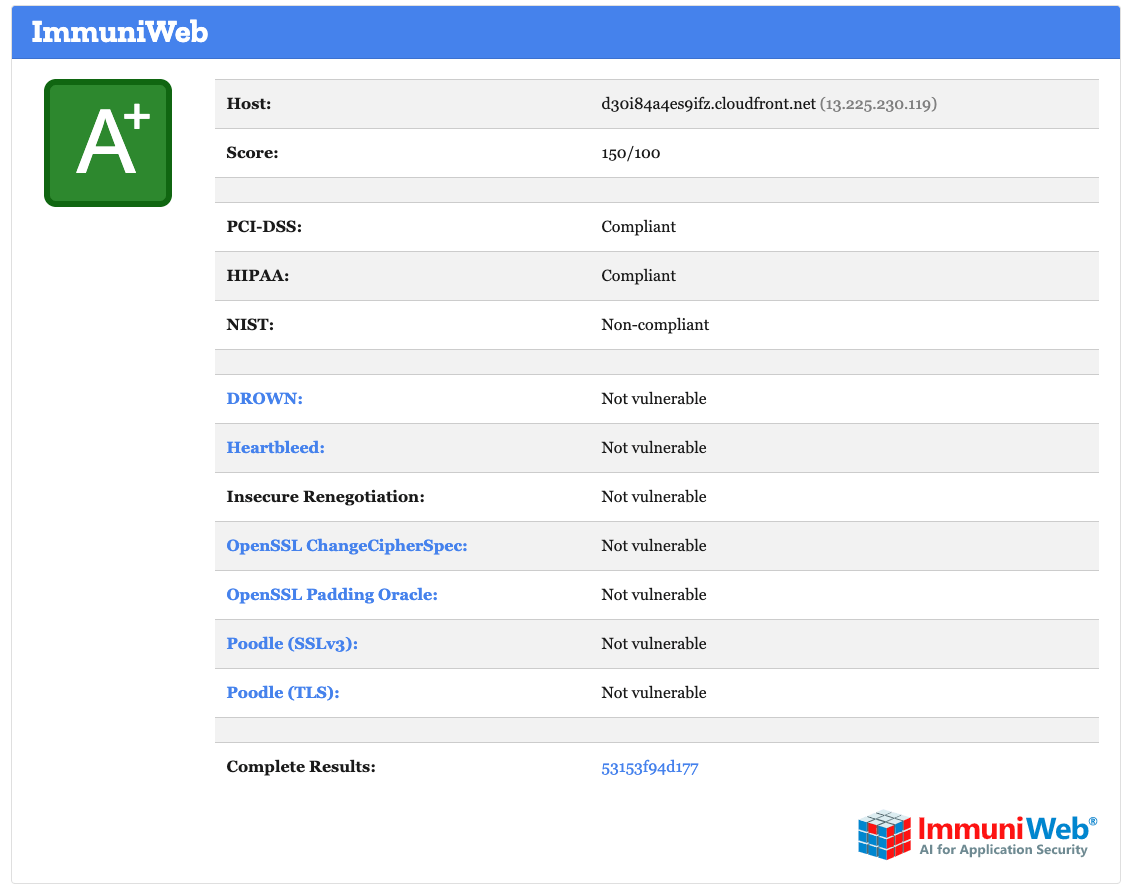 ImmuniWeb
A+
Host: d30i84a4es9ifz.cloudfront.net (13.225.230.119)
Score: 150/100
PCI-DSS: Compliant
HIPAA: Compliant
NIST: Non-compliant
DROWN: Not vulnerable
Heartbleed: Not vulnerable
Insecure Renegotiation: Not vulnerable
OpenSSL ChangeCipherSpec: Not vulnerable
OpenSSL Padding Oracle: Not vulnerable
Poodle (SSLv3): Not vulnerable
Poodle (TLS): Not vulnerable
Complete Results: 53153f94d177
ImmuniWeb®
AI for Application Security